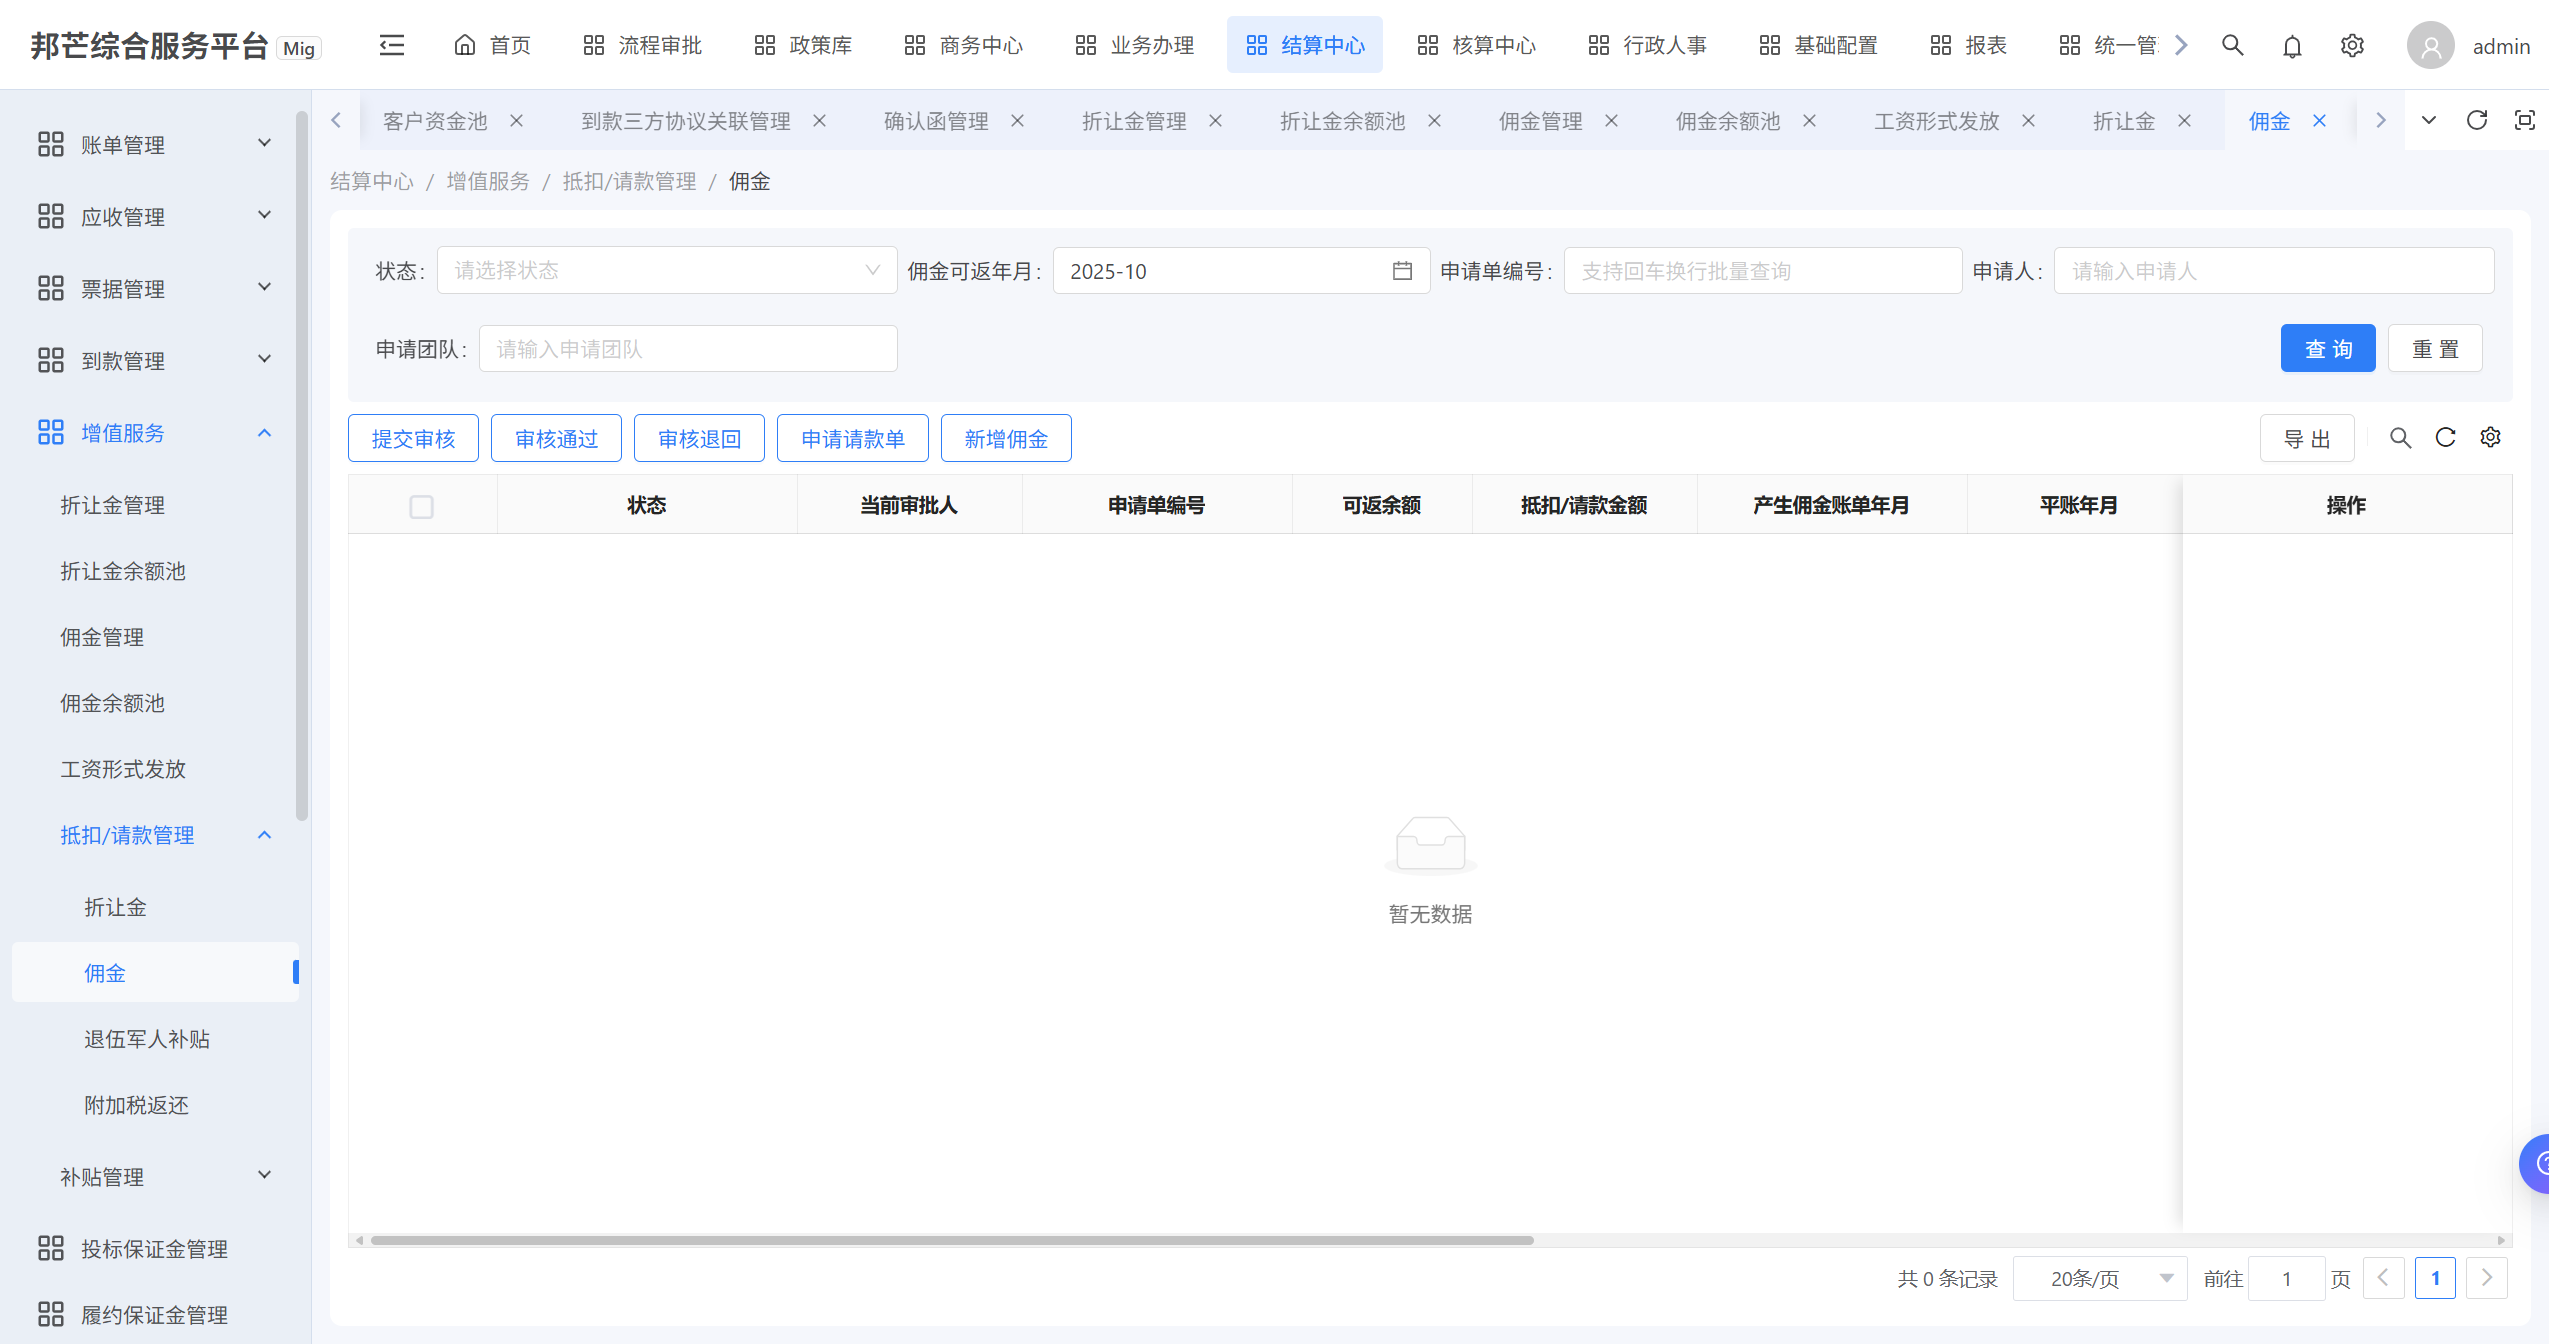 邦芒综合服务平台 Mig
首页 流程审批 政策库 商务中心 业务办理 结算中心 核算中心 行政人事 基础配置 报表 统一管
admin
客户资金池 到款三方协议关联管理 确认函管理 折让金管理 折让金余额池 佣金管理 佣金余额池 工资形式发放 折让金 佣金
结算中心 / 增值服务 / 抵扣/请款管理 / 佣金
账单管理
应收管理
票据管理
到款管理
增值服务
折让金管理
折让金余额池
佣金管理
佣金余额池
工资形式发放
抵扣/请款管理
折让金
佣金
退伍军人补贴
附加税返还
补贴管理
投标保证金管理
履约保证金管理
状态: 请选择状态 佣金可返年月: 2025-10 申请单编号: 支持回车换行批量查询 申请人: 请输入申请人
申请团队: 请输入申请团队 查询 重置
提交审核 审核通过 审核退回 申请请款单 新增佣金 导出
状态 当前审批人 申请单编号 可返余额 抵扣/请款金额 产生佣金账单年月 平账年月 操作
暂无数据
共 0 条记录 20条/页 前往 1 页 1